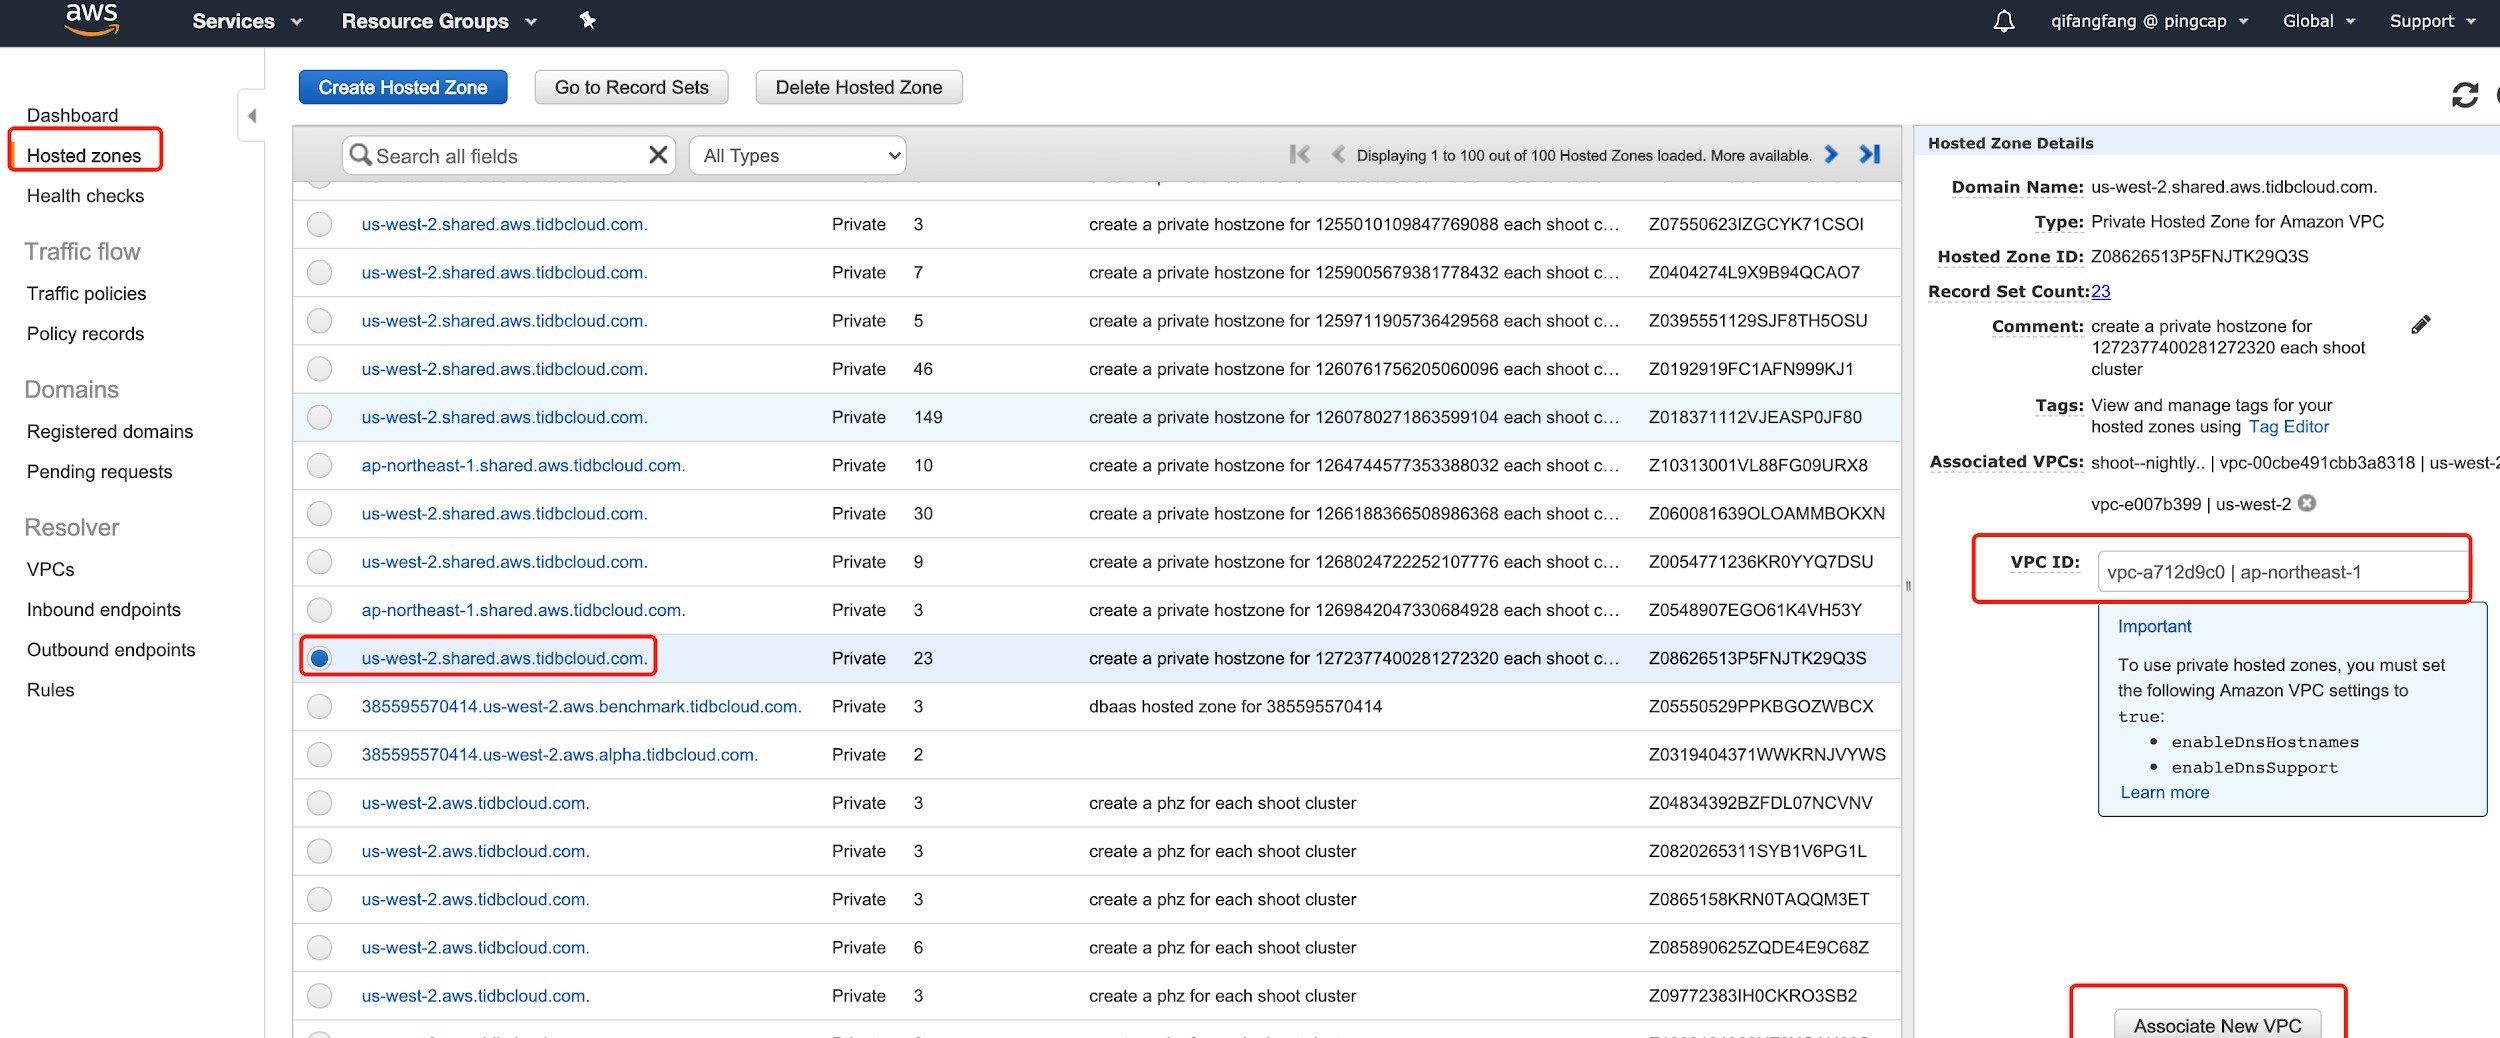 aws
Services
Resource Groups
qifangfang @ pingcap
Global
Support
Dashboard
Hosted zones
Health checks
Traffic flow
Traffic policies
Policy records
Domains
Registered domains
Pending requests
Resolver
VPCs
Inbound endpoints
Outbound endpoints
Rules
Create Hosted Zone
Go to Record Sets
Delete Hosted Zone
Search all fields
All Types
Displaying 1 to 100 out of 100 Hosted Zones loaded. More available.
us-west-2.shared.aws.tidbcloud.com. Private 3 create a private hostzone for 1255010109847769088 each shoot c... Z07550623IZGCYK71CSOI
us-west-2.shared.aws.tidbcloud.com. Private 7 create a private hostzone for 1259005679381778432 each shoot c... Z0404274L9X9B94QCAO7
us-west-2.shared.aws.tidbcloud.com. Private 5 create a private hostzone for 1259711905736429568 each shoot c... Z0395551129SJF8TH5OSU
us-west-2.shared.aws.tidbcloud.com. Private 46 create a private hostzone for 1260761756205060096 each shoot c... Z0192919FC1AFN999KJ1
us-west-2.shared.aws.tidbcloud.com. Private 149 create a private hostzone for 1260780271863599104 each shoot c... Z018371112VJEASP0JF80
ap-northeast-1.shared.aws.tidbcloud.com. Private 10 create a private hostzone for 1264744577353388032 each shoot c... Z10313001VL88FG09URX8
us-west-2.shared.aws.tidbcloud.com. Private 30 create a private hostzone for 1266188366508986368 each shoot c... Z060081639OLOAMMBOKXN
us-west-2.shared.aws.tidbcloud.com. Private 9 create a private hostzone for 1268024722252107776 each shoot c... Z0054771236KR0YYQ7DSU
ap-northeast-1.shared.aws.tidbcloud.com. Private 3 create a private hostzone for 1269842047330684928 each shoot c... Z0548907EGO61K4VH53Y
us-west-2.shared.aws.tidbcloud.com. Private 23 create a private hostzone for 1272377400281272320 each shoot c... Z08626513P5FNJTK29Q3S
385595570414.us-west-2.aws.benchmark.tidbcloud.com. Private 3 dbaas hosted zone for 385595570414 Z05550529PPKBGOZWBCX
385595570414.us-west-2.aws.alpha.tidbcloud.com. Private 2 Z0319404371WWKRNJVYWS
us-west-2.aws.tidbcloud.com. Private 3 create a phz for each shoot cluster Z04834392BZFDL07NCVNV
us-west-2.aws.tidbcloud.com. Private 3 create a phz for each shoot cluster Z0820265311SYB1V6PG1L
us-west-2.aws.tidbcloud.com. Private 3 create a phz for each shoot cluster Z0865158KRN0TAQQM3ET
us-west-2.aws.tidbcloud.com. Private 6 create a phz for each shoot cluster Z085890625ZQDE4E9C68Z
us-west-2.aws.tidbcloud.com. Private 3 create a phz for each shoot cluster Z09772383IH0CKRO3SB2
Hosted Zone Details
Domain Name: us-west-2.shared.aws.tidbcloud.com.
Type: Private Hosted Zone for Amazon VPC
Hosted Zone ID: Z08626513P5FNJTK29Q3S
Record Set Count: 23
Comment: create a private hostzone for
1272377400281272320 each shoot
cluster
Tags: View and manage tags for your
hosted zones using Tag Editor
Associated VPCs: shoot--nightly.. | vpc-00cbe491cbb3a8318 | us-west-2
vpc-e007b399 | us-west-2
VPC ID: vpc-a712d9c0 | ap-northeast-1
Important
To use private hosted zones, you must set
the following Amazon VPC settings to
true:
• enableDnsHostnames
• enableDnsSupport
Learn more
Associate New VPC